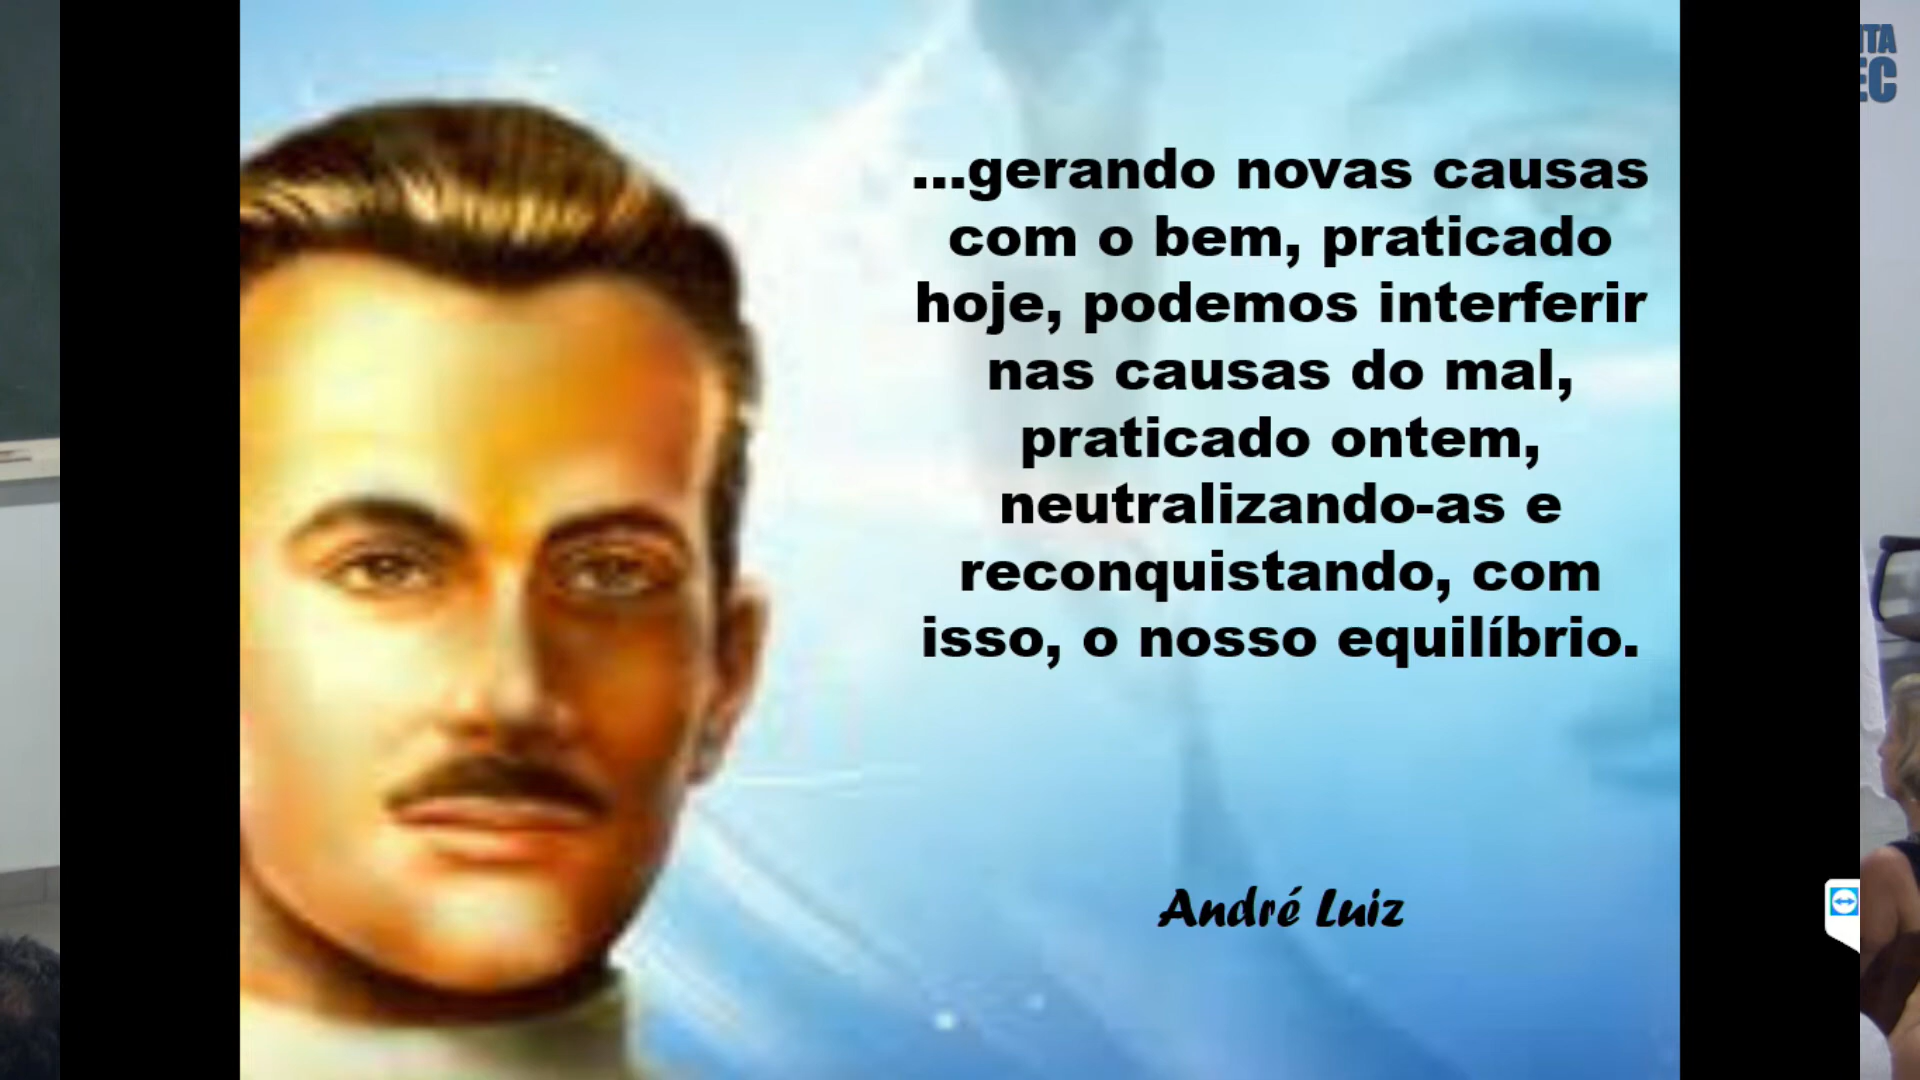 ...gerando novas causas
com o bem, praticado
hoje, podemos interferir
nas causas do mal,
praticado ontem,
neutralizando-as e
reconquistando, com
isso, o nosso equilíbrio.
André Luiz